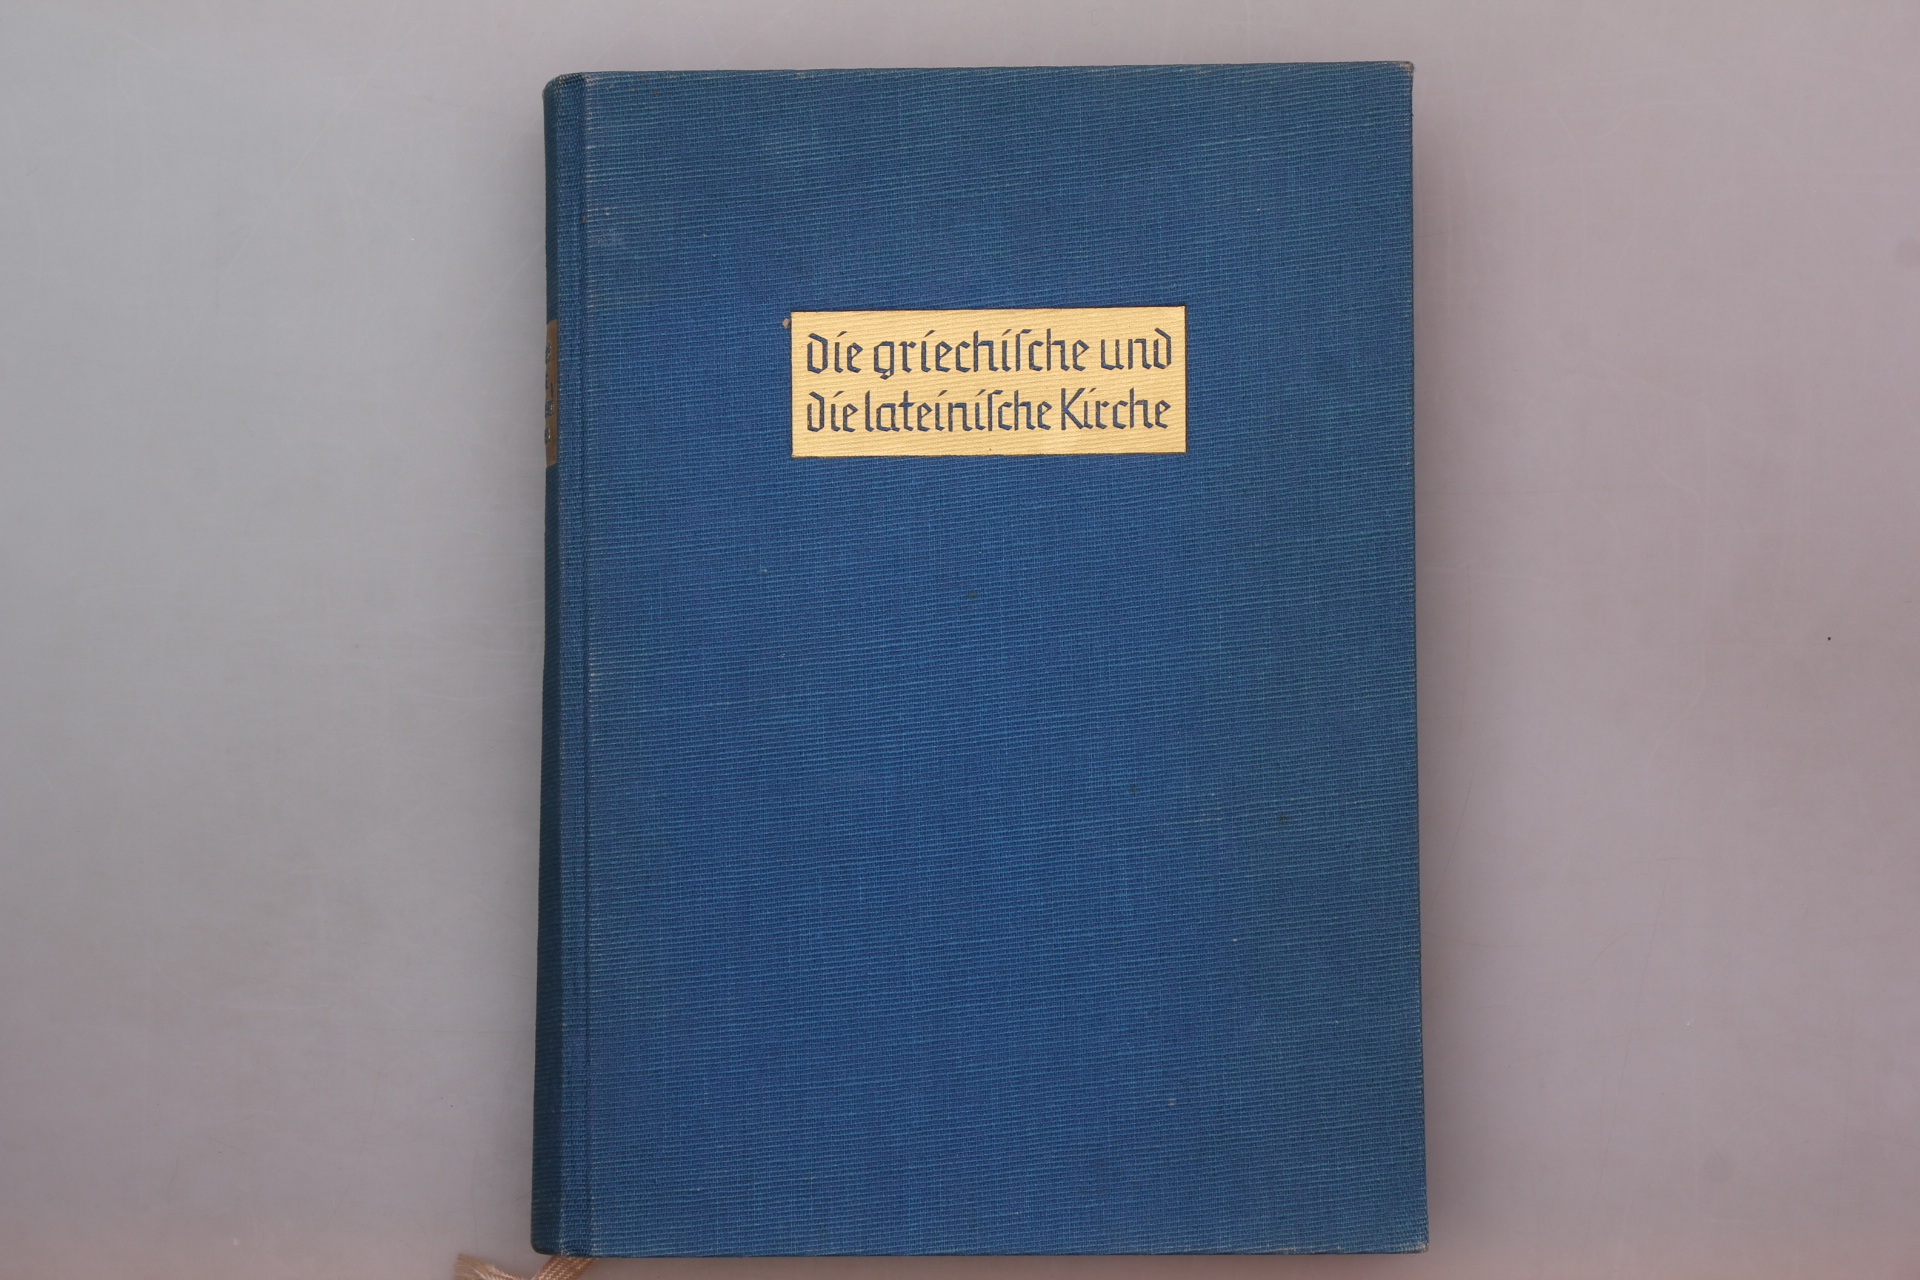 die griechiſche und
die lateiniſche Kirche